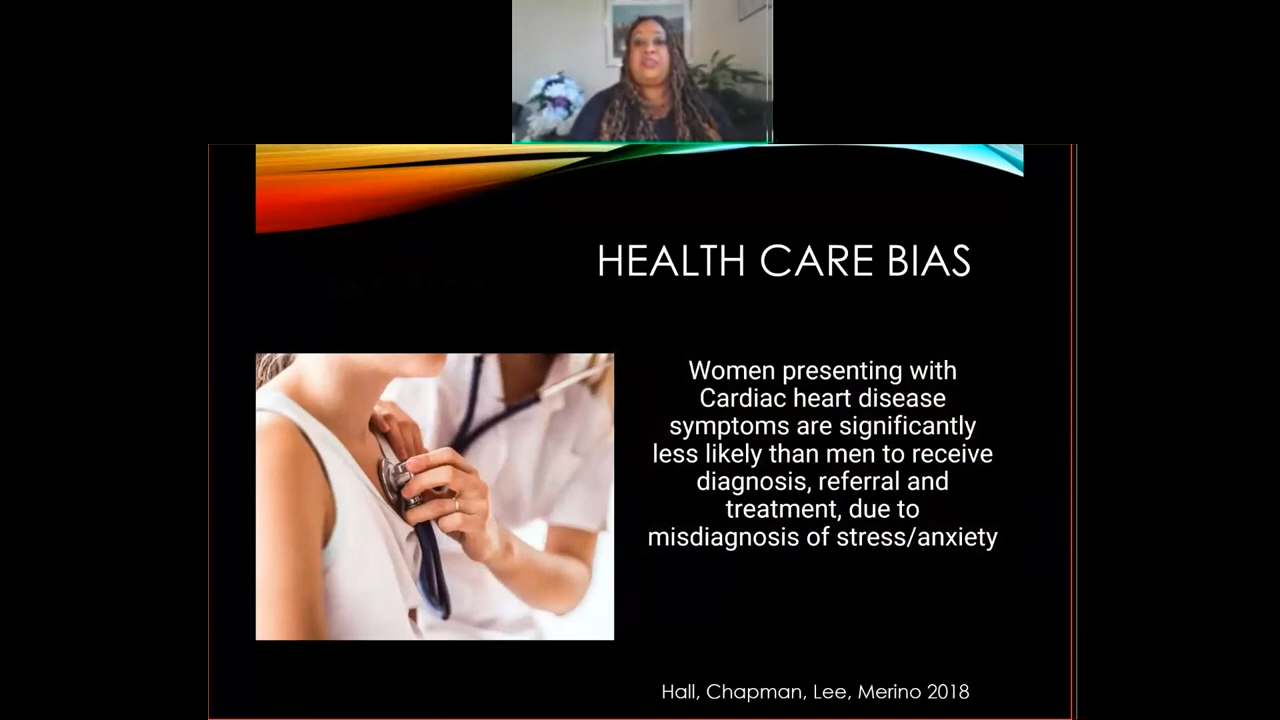 HEALTH CARE BIAS
Women presenting with
Cardiac heart disease
symptoms are significantly
less likely than men to receive
diagnosis, referral and
treatment, due to
misdiagnosis of stress/anxiety
Hall, Chapman, Lee, Merino 2018